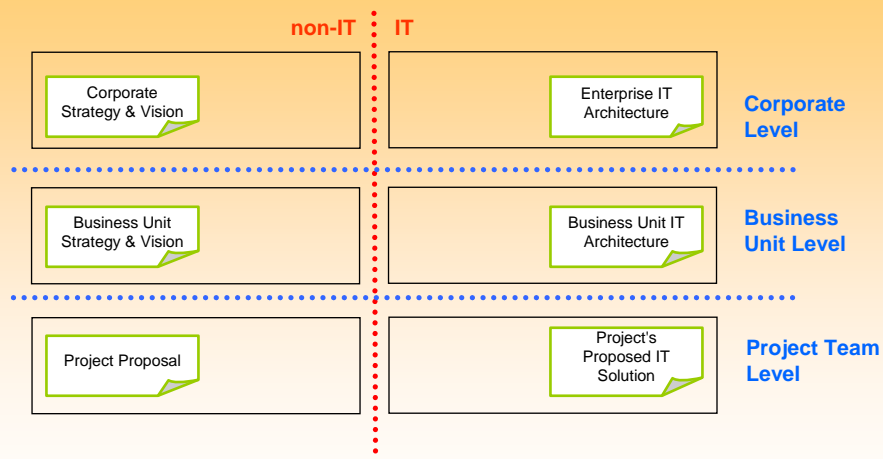 non-IT
IT
Corporate
Strategy & Vision
Enterprise IT
Architecture
Corporate
Level
Business Unit
Strategy & Vision
Business Unit IT
Architecture
Business
Unit Level
Project Proposal
Project's
Proposed IT
Solution
Project Team
Level